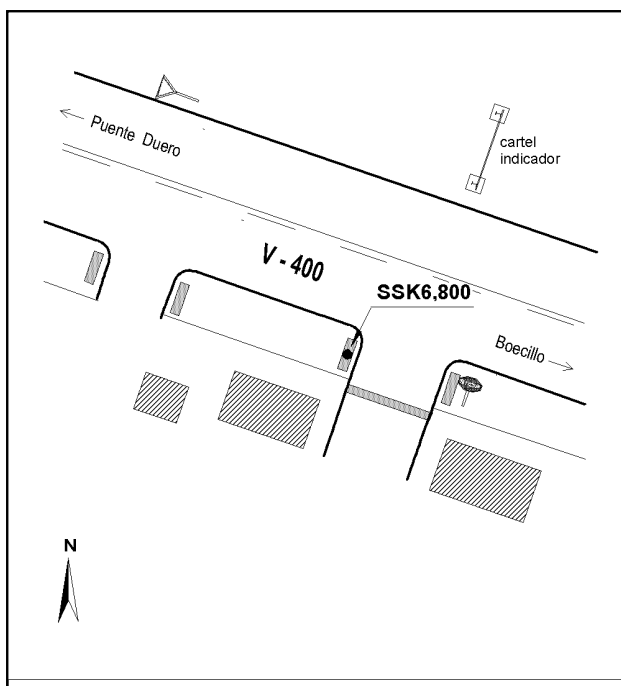 Puente Duero
cartel
indicador
V - 400
SSK6,800
Boecillo
N